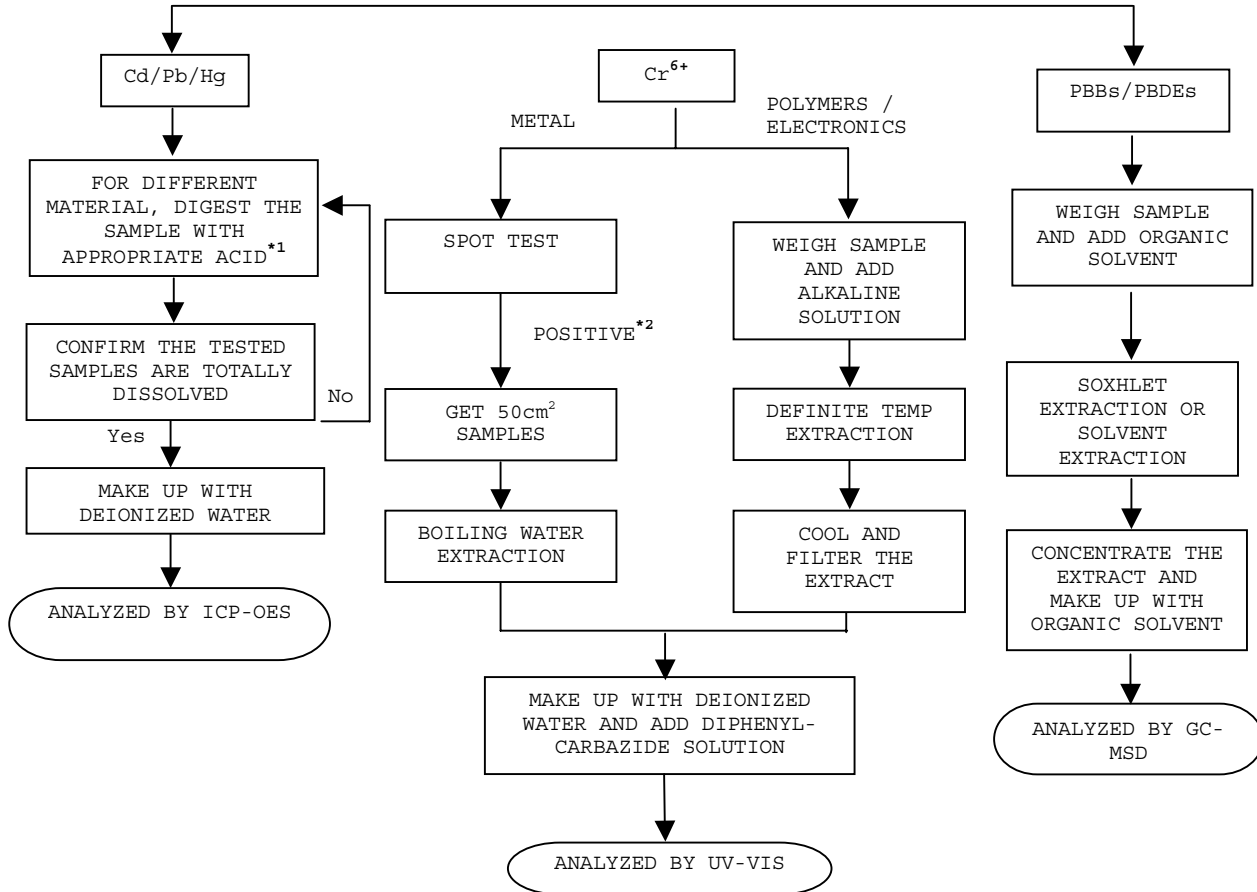 Cd/Pb/Hg
FOR DIFFERENT
MATERIAL, DIGEST THE
SAMPLE WITH
APPROPRIATE ACID*1
CONFIRM THE TESTED
SAMPLES ARE TOTALLY
DISSOLVED
No
Yes
MAKE UP WITH
DEIONIZED WATER
ANALYZED BY ICP-OES
Cr6+
METAL
POLYMERS /
ELECTRONICS
SPOT TEST
POSITIVE*2
GET 50cm2
SAMPLES
BOILING WATER
EXTRACTION
WEIGH SAMPLE
AND ADD
ALKALINE
SOLUTION
DEFINITE TEMP
EXTRACTION
COOL AND
FILTER THE
EXTRACT
MAKE UP WITH DEIONIZED
WATER AND ADD DIPHENYL-
CARBAZIDE SOLUTION
ANALYZED BY UV-VIS
PBBs/PBDEs
WEIGH SAMPLE
AND ADD ORGANIC
SOLVENT
SOXHLET
EXTRACTION OR
SOLVENT
EXTRACTION
CONCENTRATE THE
EXTRACT AND
MAKE UP WITH
ORGANIC SOLVENT
ANALYZED BY GC-
MSD